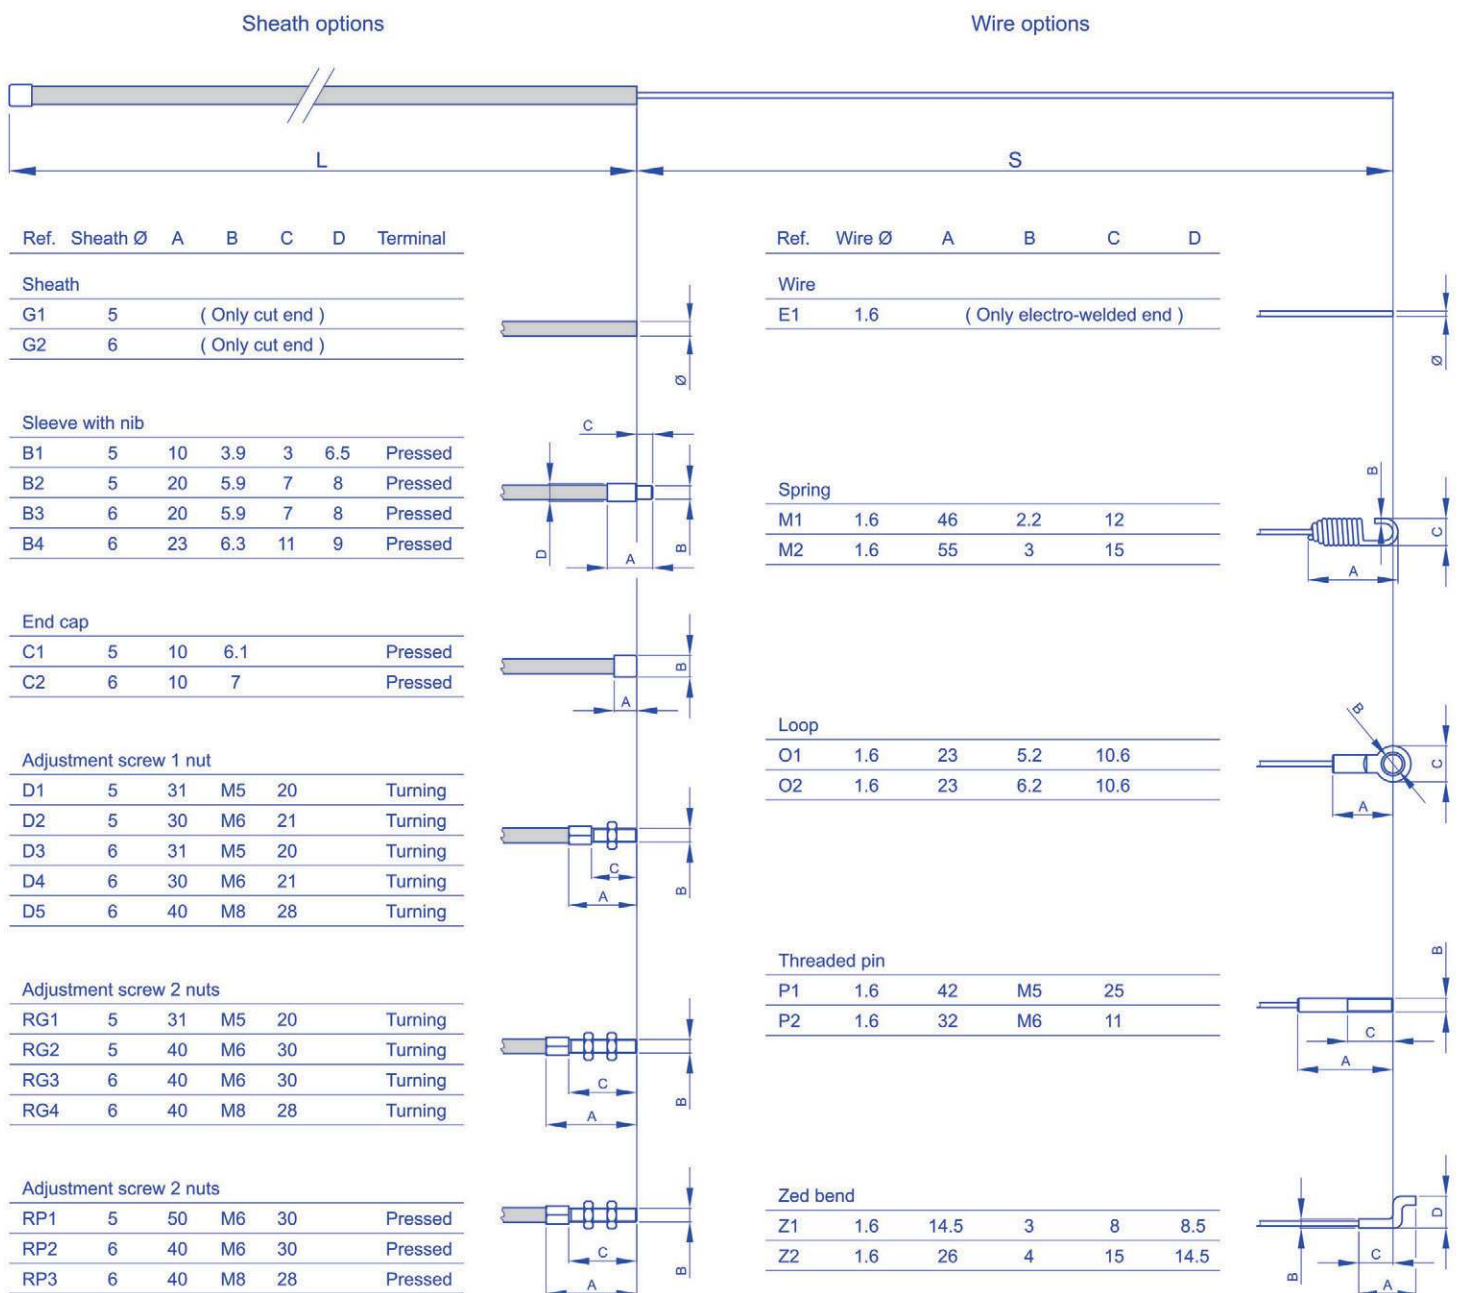 Sheath options
Wire options
L
S
Ref. Sheath Ø A B C D Terminal
Sheath
G1 5 ( Only cut end )
G2 6 ( Only cut end )
Ø
Sleeve with nib
B1 5 10 3.9 3 6.5 Pressed
B2 5 20 5.9 7 8 Pressed
B3 6 20 5.9 7 8 Pressed
B4 6 23 6.3 11 9 Pressed
C
D
A
B
End cap
C1 5 10 6.1 Pressed
C2 6 10 7 Pressed
B
A
Adjustment screw 1 nut
D1 5 31 M5 20 Turning
D2 5 30 M6 21 Turning
D3 6 31 M5 20 Turning
D4 6 30 M6 21 Turning
D5 6 40 M8 28 Turning
C
A
B
Adjustment screw 2 nuts
RG1 5 31 M5 20 Turning
RG2 5 40 M6 30 Turning
RG3 6 40 M6 30 Turning
RG4 6 40 M8 28 Turning
C
A
B
Adjustment screw 2 nuts
RP1 5 50 M6 30 Pressed
RP2 6 40 M6 30 Pressed
RP3 6 40 M8 28 Pressed
C
A
B
Ref. Wire Ø A B C D
Wire
E1 1.6 ( Only electro-welded end )
Ø
Spring
M1 1.6 46 2.2 12
M2 1.6 55 3 15
B
C
A
Loop
O1 1.6 23 5.2 10.6
O2 1.6 23 6.2 10.6
B
C
A
Threaded pin
P1 1.6 42 M5 25
P2 1.6 32 M6 11
B
C
A
Zed bend
Z1 1.6 14.5 3 8 8.5
Z2 1.6 26 4 15 14.5
D
C
B
A